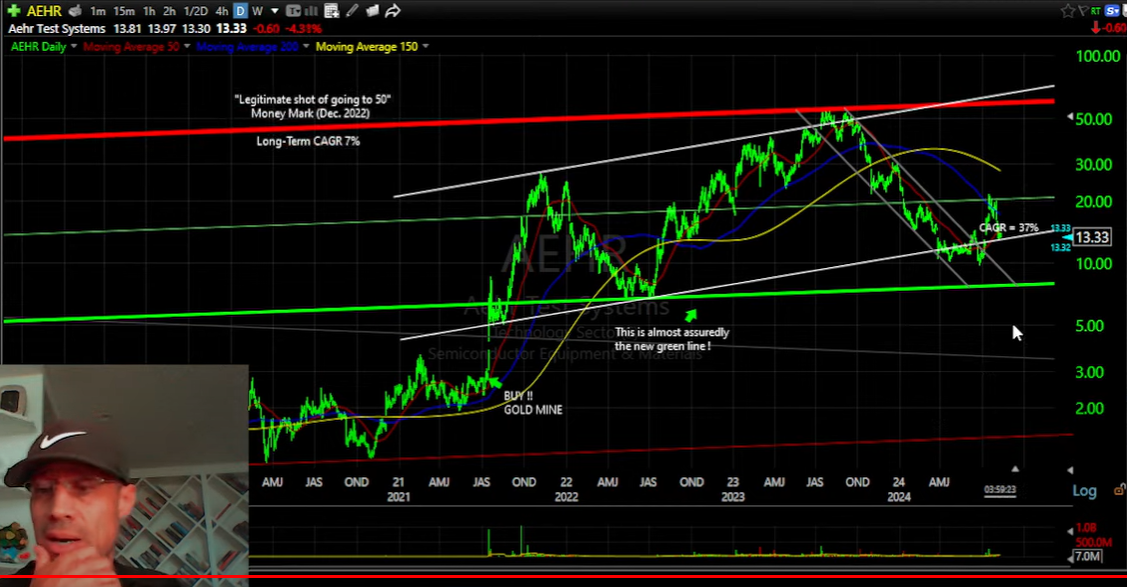 AEHR 1m 15m 1h 2h 1/2D 4h D W RT S
Aehr Test Systems 13.81 13.97 13.30 13.33 -0.60 -4.31% -0.60
AEHR Daily Moving Average 50 Moving Average 200 Moving Average 150
100.00
"Legitimate shot of going to 50"
Money Mark (Dec. 2022)
Long-Term CAGR 7%
50.00
30.00
20.00
CAGR = 37% 13.33
13.33
13.32
AEHR
10.00
Aehr Test Systems
5.00
Technology Sector
This is almost assuredly
the new green line !
Semiconductor Equipment & Materials
3.00
BUY !!
GOLD MINE
2.00
AMJ JAS OND 21 AMJ JAS OND 22 AMJ JAS OND 23 AMJ JAS OND 24 AMJ
2021 2022 2023 2024
03:59:23
Log
1.0B
500.0M
7.0M